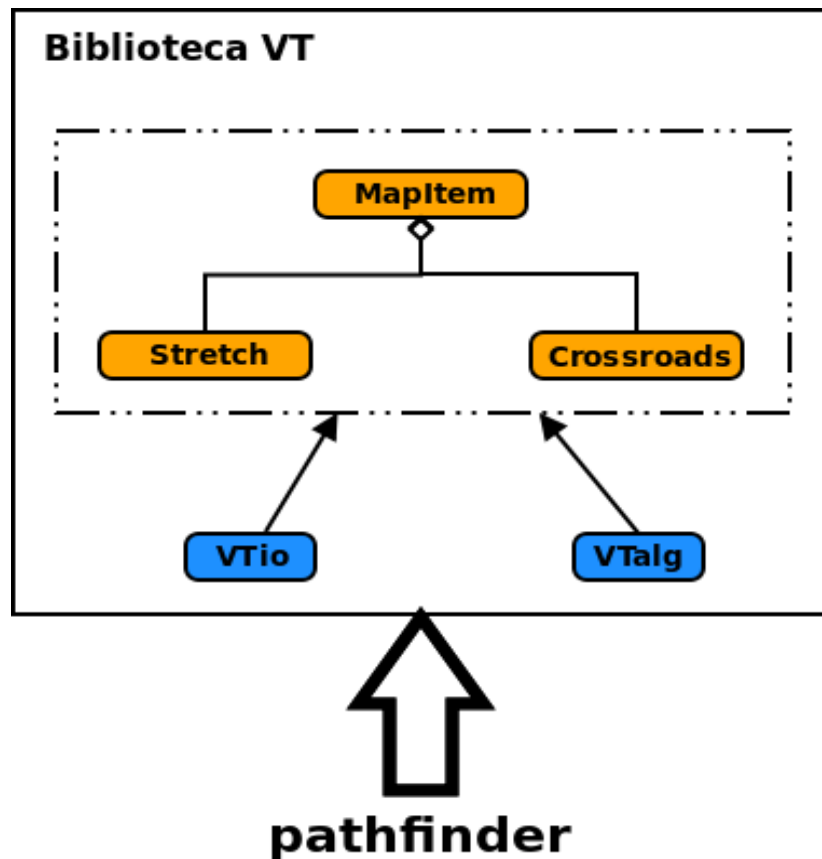 Biblioteca VT
MapItem
Stretch
Crossroads
VTio
VTalg
pathfinder